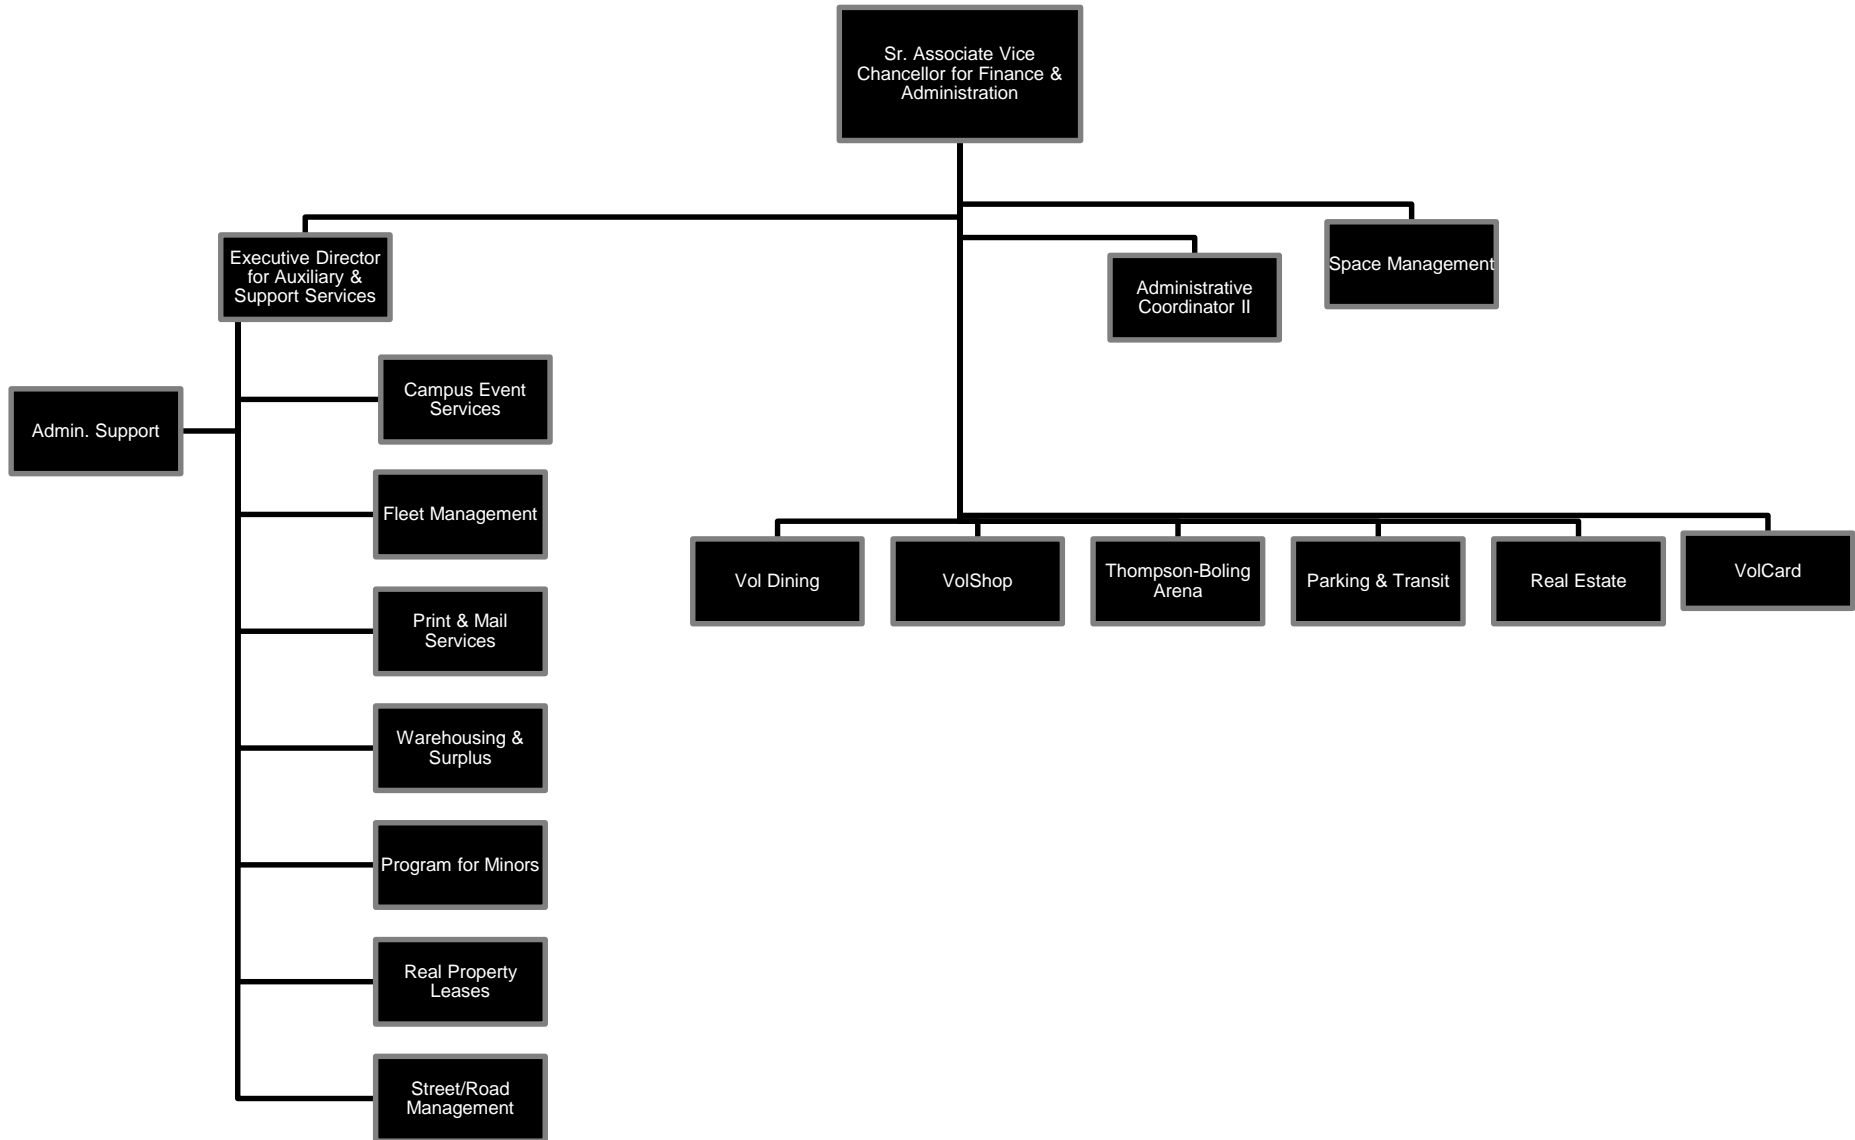 Sr. Associate Vice
Chancellor for Finance &
Administration
Executive Director
for Auxiliary &
Support Services
Administrative
Coordinator II
Space Management
Admin. Support
Campus Event
Services
Fleet Management
Print & Mail
Services
Warehousing &
Surplus
Program for Minors
Real Property
Leases
Street/Road
Management
Vol Dining
VolShop
Thompson-Boling
Arena
Parking & Transit
Real Estate
VolCard